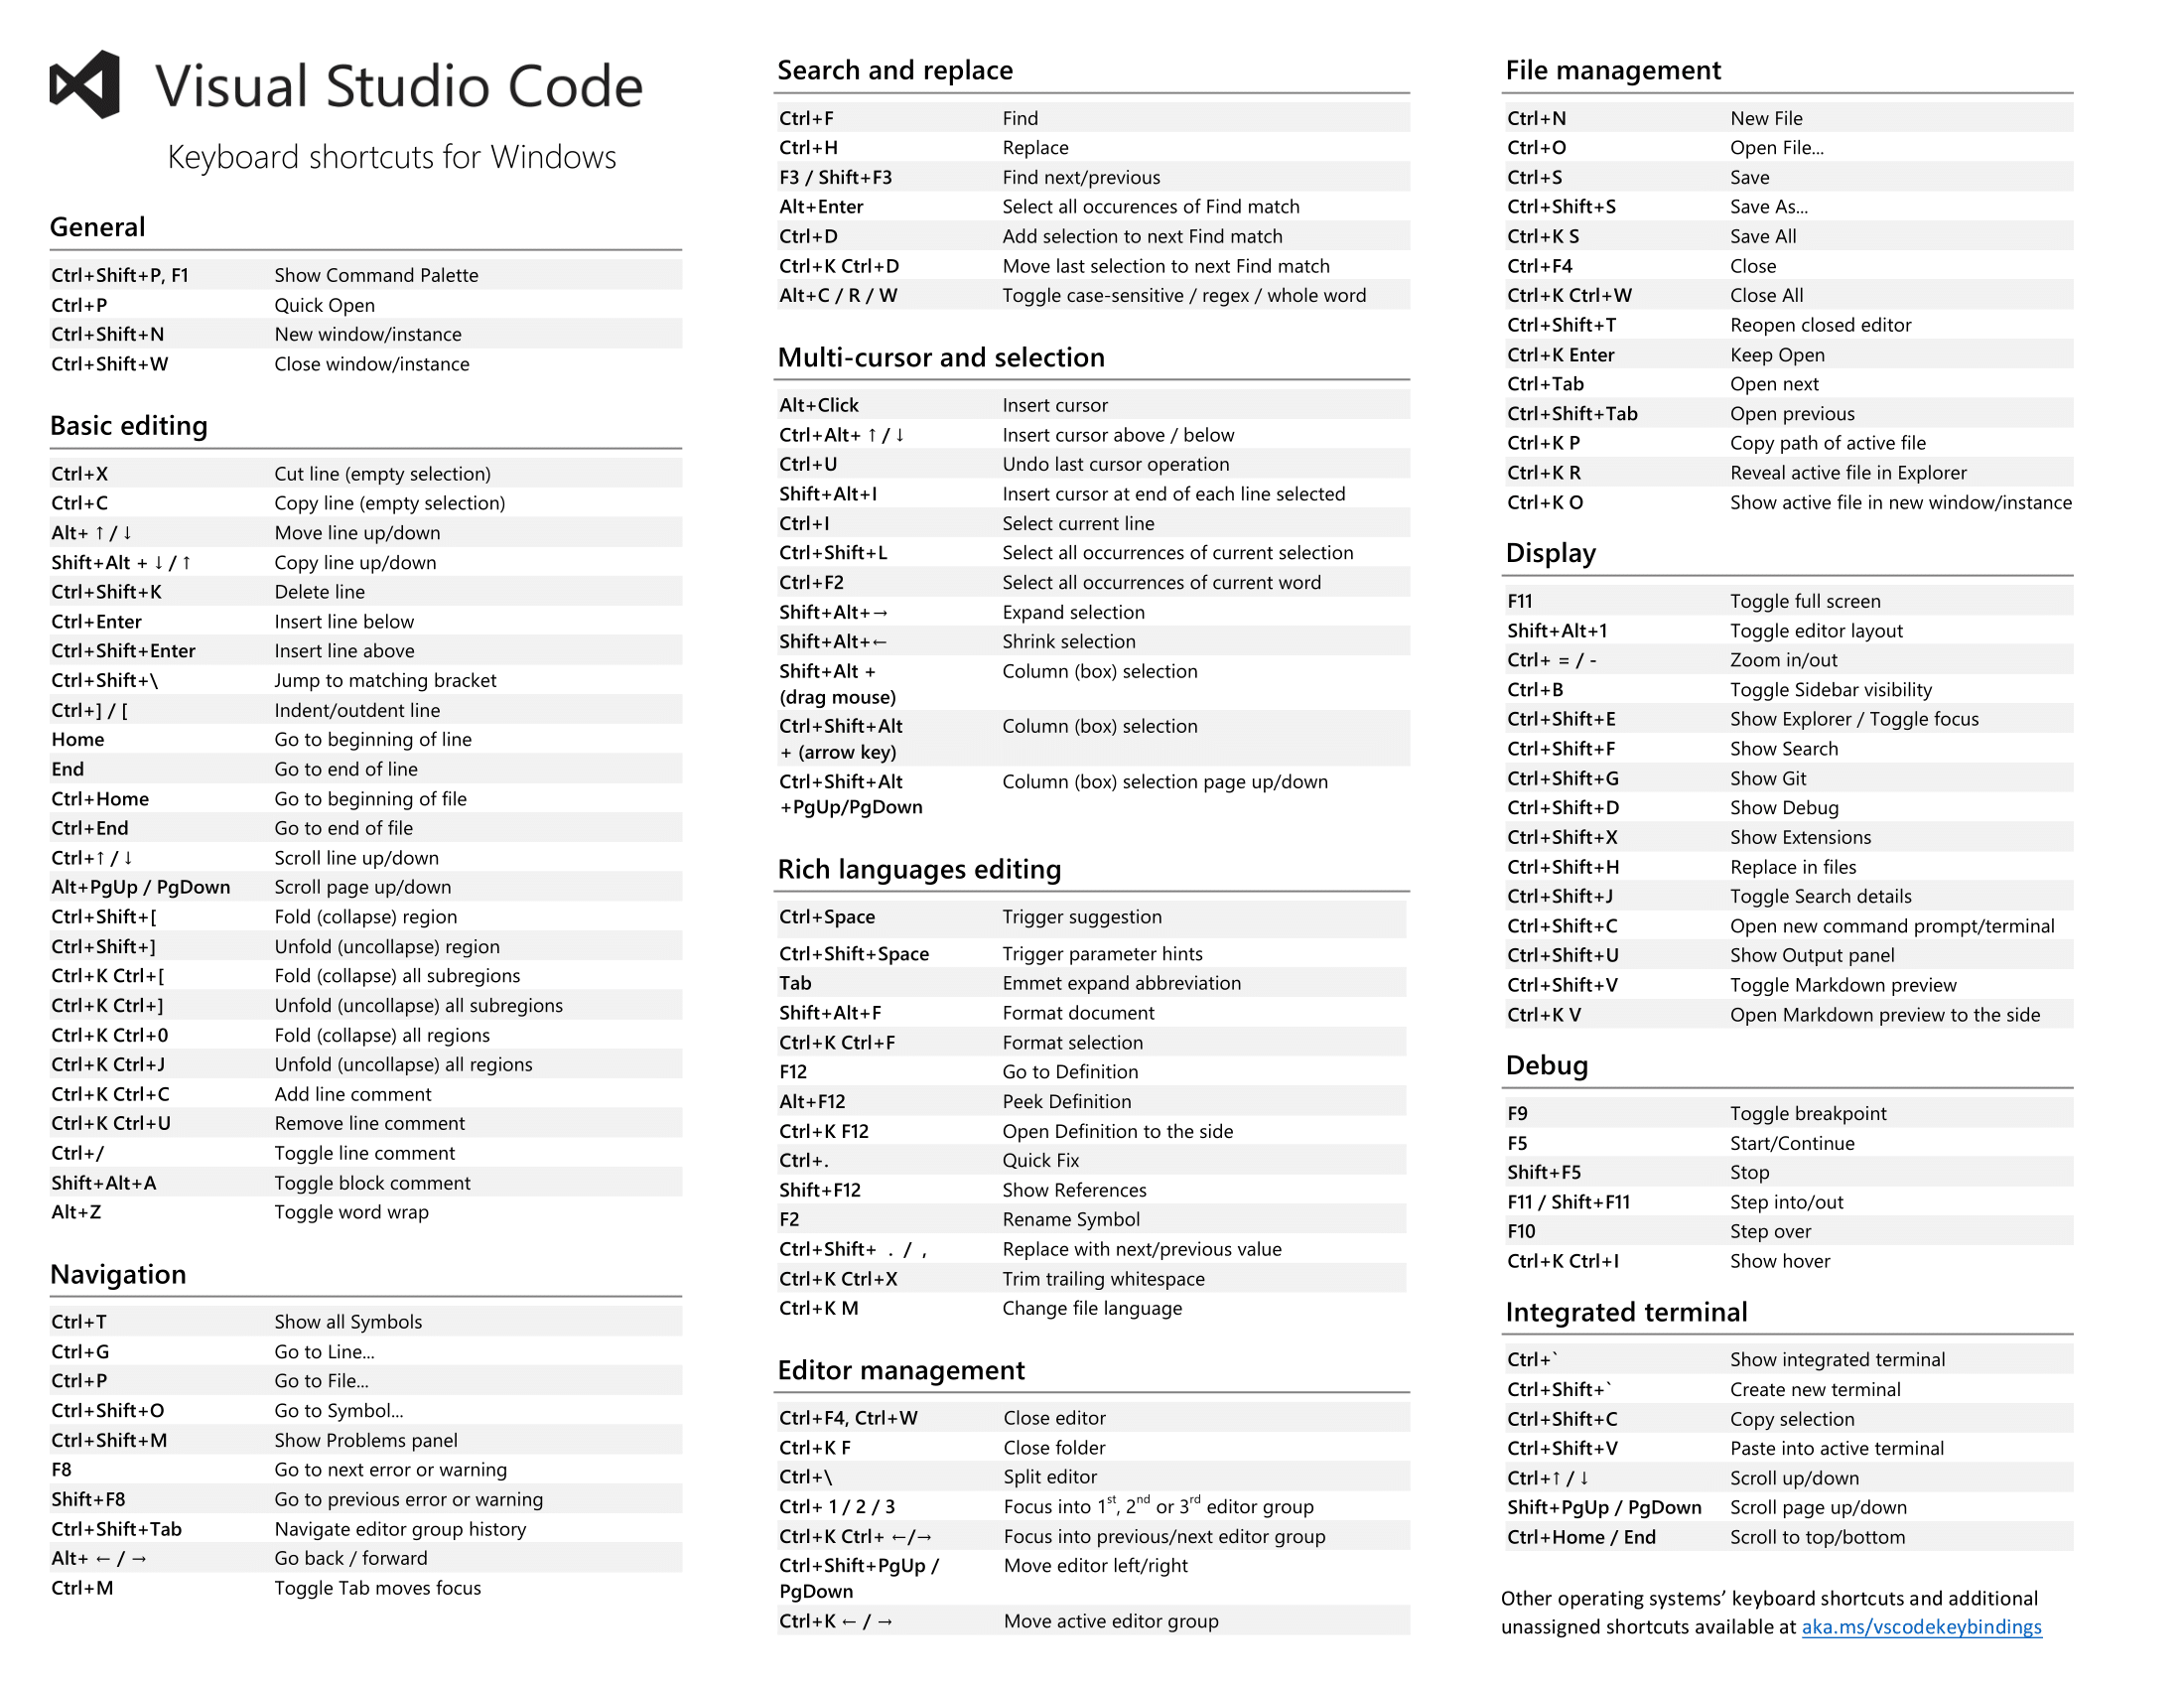 Visual Studio Code
Keyboard shortcuts for Windows
General
Ctrl+Shift+P, F1 Show Command Palette
Ctrl+P Quick Open
Ctrl+Shift+N New window/instance
Ctrl+Shift+W Close window/instance
Basic editing
Ctrl+X Cut line (empty selection)
Ctrl+C Copy line (empty selection)
Alt+ ↑ / ↓ Move line up/down
Shift+Alt + ↓ / ↑ Copy line up/down
Ctrl+Shift+K Delete line
Ctrl+Enter Insert line below
Ctrl+Shift+Enter Insert line above
Ctrl+Shift+\ Jump to matching bracket
Ctrl+] / [ Indent/outdent line
Home Go to beginning of line
End Go to end of line
Ctrl+Home Go to beginning of file
Ctrl+End Go to end of file
Ctrl+↑ / ↓ Scroll line up/down
Alt+PgUp / PgDown Scroll page up/down
Ctrl+Shift+[ Fold (collapse) region
Ctrl+Shift+] Unfold (uncollapse) region
Ctrl+K Ctrl+[ Fold (collapse) all subregions
Ctrl+K Ctrl+] Unfold (uncollapse) all subregions
Ctrl+K Ctrl+0 Fold (collapse) all regions
Ctrl+K Ctrl+J Unfold (uncollapse) all regions
Ctrl+K Ctrl+C Add line comment
Ctrl+K Ctrl+U Remove line comment
Ctrl+/ Toggle line comment
Shift+Alt+A Toggle block comment
Alt+Z Toggle word wrap
Navigation
Ctrl+T Show all Symbols
Ctrl+G Go to Line...
Ctrl+P Go to File...
Ctrl+Shift+O Go to Symbol...
Ctrl+Shift+M Show Problems panel
F8 Go to next error or warning
Shift+F8 Go to previous error or warning
Ctrl+Shift+Tab Navigate editor group history
Alt+ ← / → Go back / forward
Ctrl+M Toggle Tab moves focus
Search and replace
Ctrl+F Find
Ctrl+H Replace
F3 / Shift+F3 Find next/previous
Alt+Enter Select all occurences of Find match
Ctrl+D Add selection to next Find match
Ctrl+K Ctrl+D Move last selection to next Find match
Alt+C / R / W Toggle case-sensitive / regex / whole word
Multi-cursor and selection
Alt+Click Insert cursor
Ctrl+Alt+ ↑ / ↓ Insert cursor above / below
Ctrl+U Undo last cursor operation
Shift+Alt+I Insert cursor at end of each line selected
Ctrl+I Select current line
Ctrl+Shift+L Select all occurrences of current selection
Ctrl+F2 Select all occurrences of current word
Shift+Alt+→ Expand selection
Shift+Alt+← Shrink selection
Shift+Alt + Column (box) selection
(drag mouse)
Ctrl+Shift+Alt Column (box) selection
+ (arrow key)
Ctrl+Shift+Alt Column (box) selection page up/down
+PgUp/PgDown
Rich languages editing
Ctrl+Space Trigger suggestion
Ctrl+Shift+Space Trigger parameter hints
Tab Emmet expand abbreviation
Shift+Alt+F Format document
Ctrl+K Ctrl+F Format selection
F12 Go to Definition
Alt+F12 Peek Definition
Ctrl+K F12 Open Definition to the side
Ctrl+. Quick Fix
Shift+F12 Show References
F2 Rename Symbol
Ctrl+Shift+ . / , Replace with next/previous value
Ctrl+K Ctrl+X Trim trailing whitespace
Ctrl+K M Change file language
Editor management
Ctrl+F4, Ctrl+W Close editor
Ctrl+K F Close folder
Ctrl+\ Split editor
Ctrl+ 1 / 2 / 3 Focus into 1st, 2nd or 3rd editor group
Ctrl+K Ctrl+ ←/→ Focus into previous/next editor group
Ctrl+Shift+PgUp / Move editor left/right
PgDown
Ctrl+K ← / → Move active editor group
File management
Ctrl+N New File
Ctrl+O Open File...
Ctrl+S Save
Ctrl+Shift+S Save As...
Ctrl+K S Save All
Ctrl+F4 Close
Ctrl+K Ctrl+W Close All
Ctrl+Shift+T Reopen closed editor
Ctrl+K Enter Keep Open
Ctrl+Tab Open next
Ctrl+Shift+Tab Open previous
Ctrl+K P Copy path of active file
Ctrl+K R Reveal active file in Explorer
Ctrl+K O Show active file in new window/instance
Display
F11 Toggle full screen
Shift+Alt+1 Toggle editor layout
Ctrl+ = / - Zoom in/out
Ctrl+B Toggle Sidebar visibility
Ctrl+Shift+E Show Explorer / Toggle focus
Ctrl+Shift+F Show Search
Ctrl+Shift+G Show Git
Ctrl+Shift+D Show Debug
Ctrl+Shift+X Show Extensions
Ctrl+Shift+H Replace in files
Ctrl+Shift+J Toggle Search details
Ctrl+Shift+C Open new command prompt/terminal
Ctrl+Shift+U Show Output panel
Ctrl+Shift+V Toggle Markdown preview
Ctrl+K V Open Markdown preview to the side
Debug
F9 Toggle breakpoint
F5 Start/Continue
Shift+F5 Stop
F11 / Shift+F11 Step into/out
F10 Step over
Ctrl+K Ctrl+I Show hover
Integrated terminal
Ctrl+` Show integrated terminal
Ctrl+Shift+` Create new terminal
Ctrl+Shift+C Copy selection
Ctrl+Shift+V Paste into active terminal
Ctrl+↑ / ↓ Scroll up/down
Shift+PgUp / PgDown Scroll page up/down
Ctrl+Home / End Scroll to top/bottom
Other operating systems’ keyboard shortcuts and additional
unassigned shortcuts available at aka.ms/vscodekeybindings